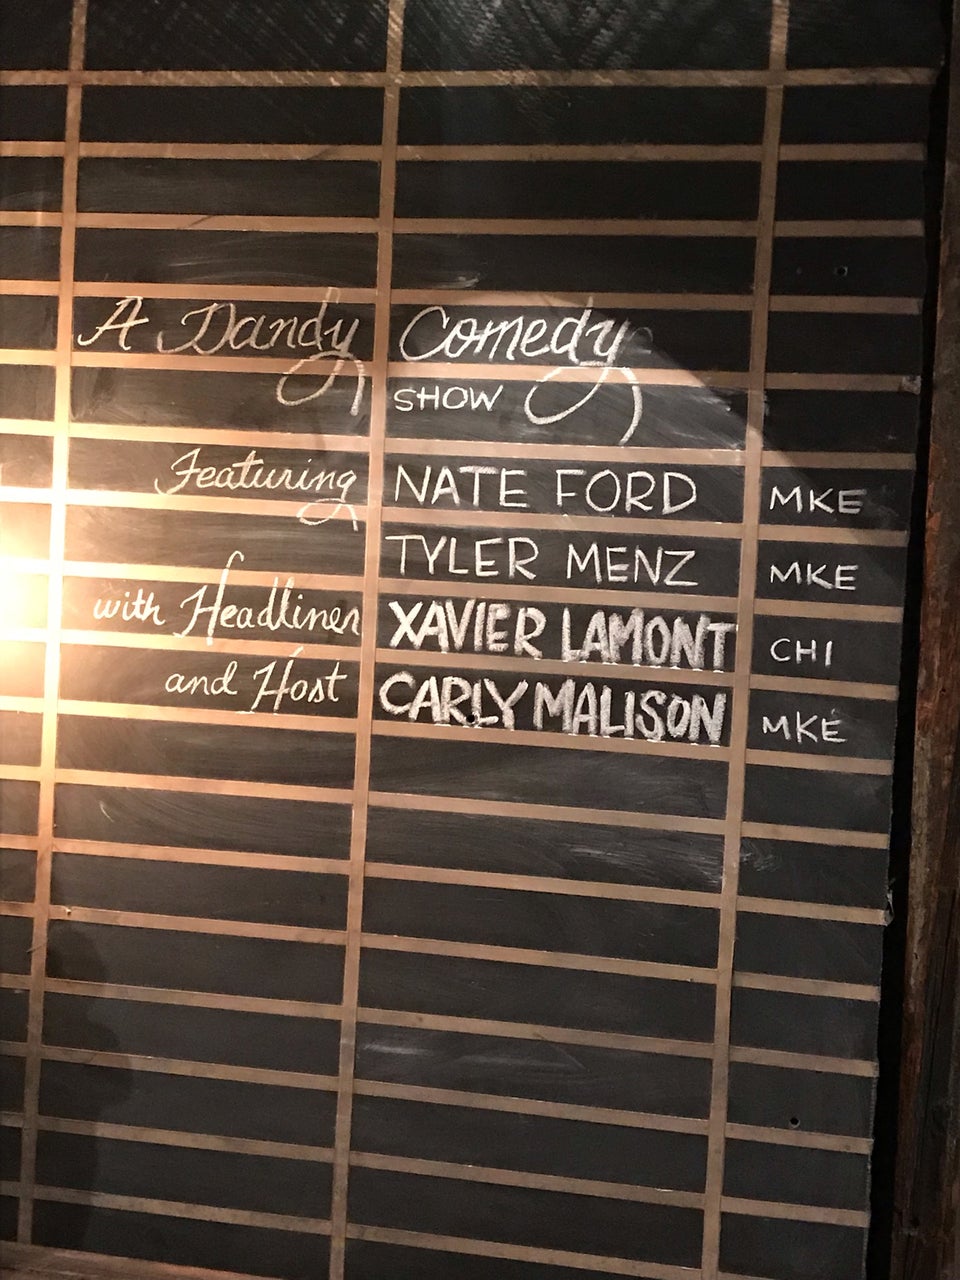 A Dandy Comedy
SHOW
Featuring NATE FORD MKE
TYLER MENZ MKE
with Headliner XAVIER LAMONT CHI
and Host CARLY MALISON MKE